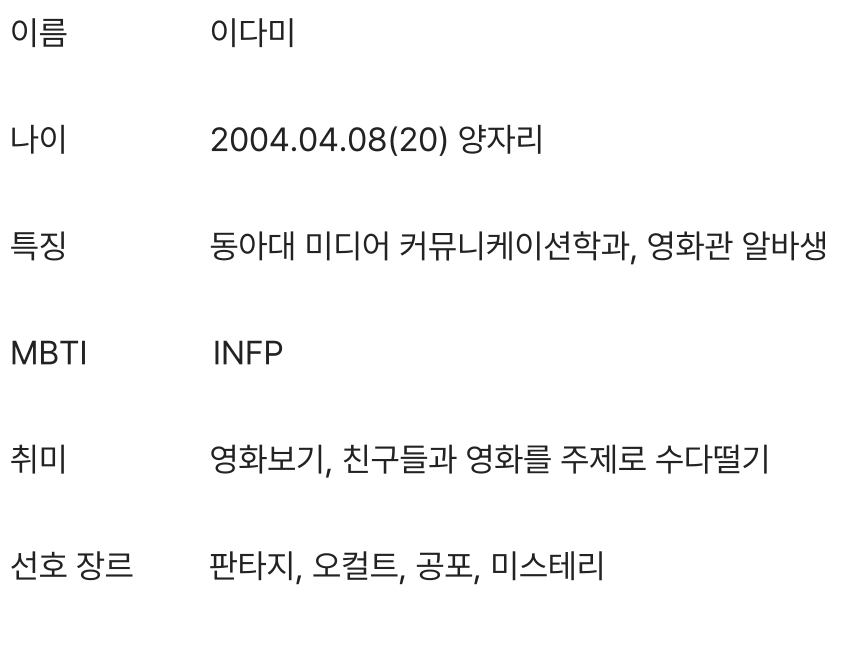 이름 이다미
나이 2004.04.08(20) 양자리
특징 동아대 미디어 커뮤니케이션학과, 영화관 알바생
MBTI INFP
취미 영화보기, 친구들과 영화를 주제로 수다떨기
선호 장르 판타지, 오컬트, 공포, 미스테리